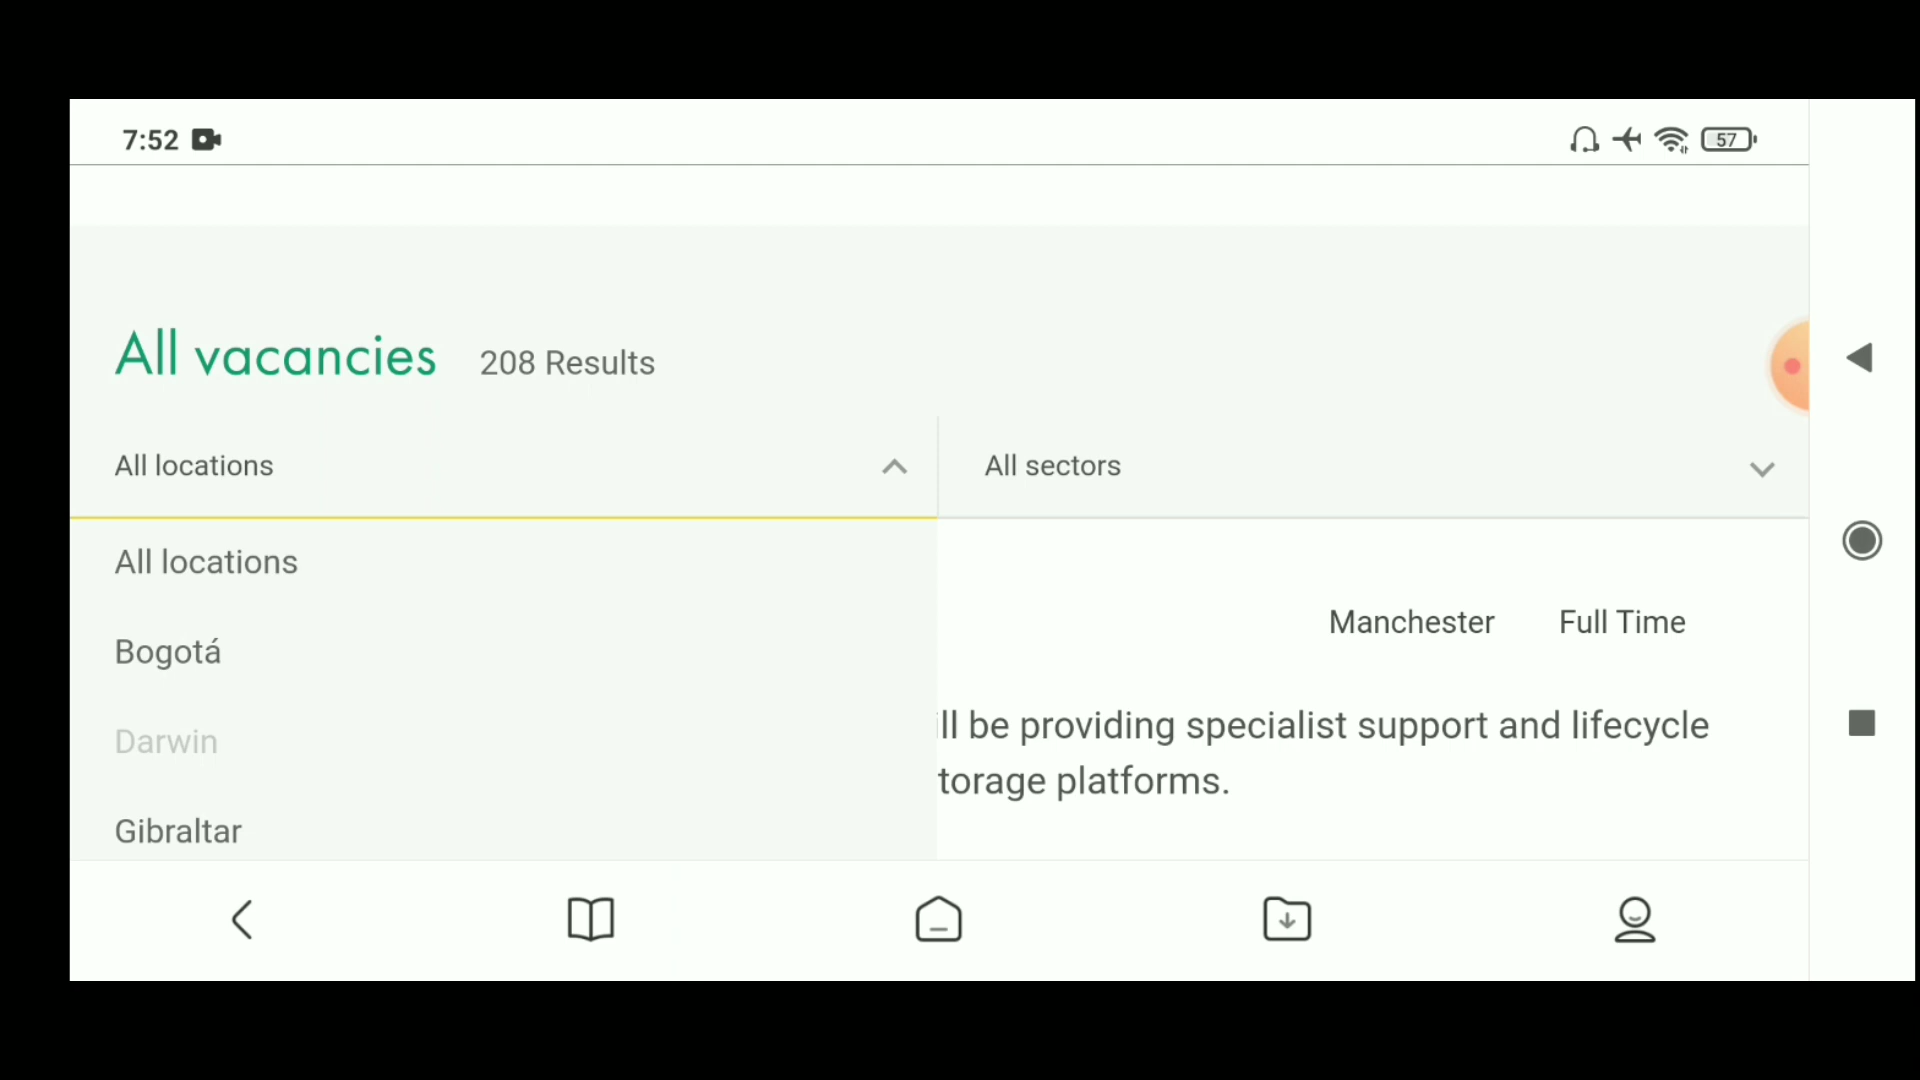 7:52
57
All vacancies 208 Results
All locations
All sectors
All locations
Bogotá
Darwin
Gibraltar
Manchester Full Time
ll be providing specialist support and lifecycle
torage platforms.